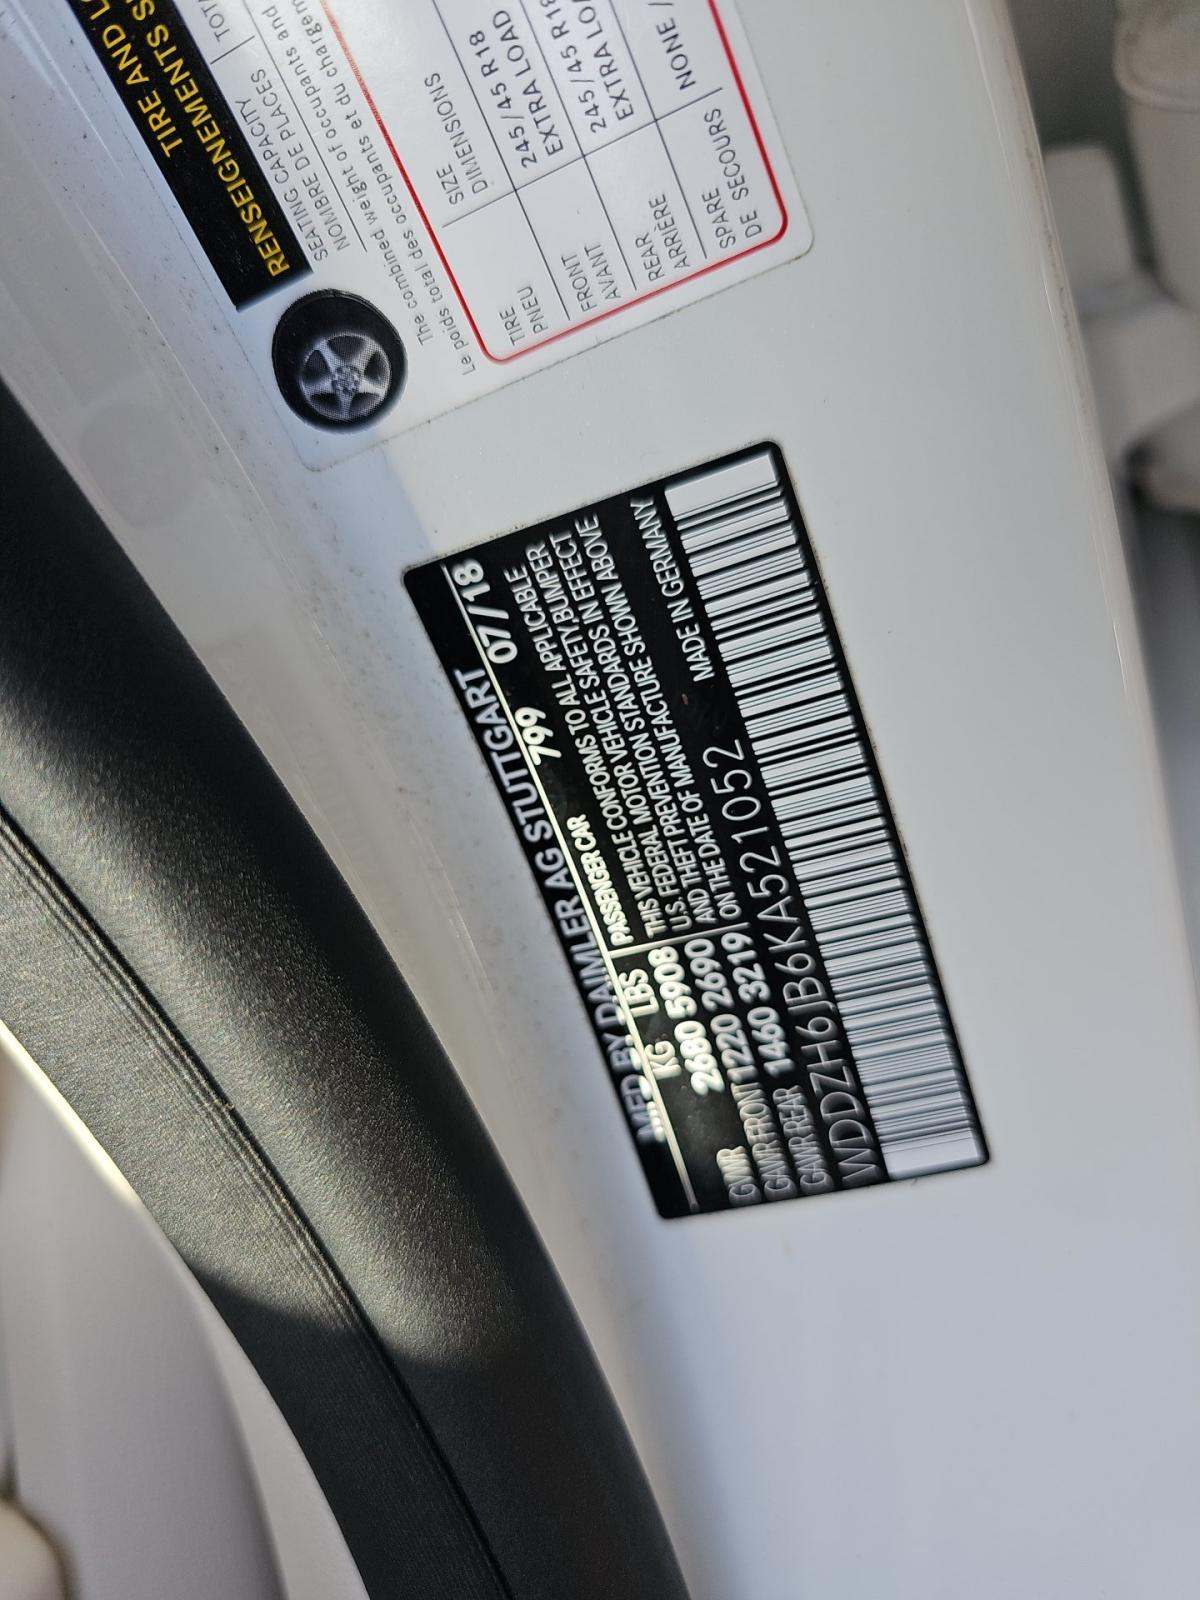 TIRE AND LO
RENSEIGNEMENTS S
SEATING CAPACITY
NOMBRE DE PLACES
The combined weight of occupants and
Le poids total des occupants et du chargem
TIRE SIZE
PNEU DIMENSIONS
FRONT 245/45 R18
AVANT EXTRA LOAD
REAR 245/45 R18
ARRIÈRE EXTRA LOA
SPARE NONE /
DE SECOURS
MFD BY DAIMLER AG STUTTGART 07/18
KG LBS
799
GVWR 2680 5908
GAWR FRONT 1220 2690
GAWR REAR 1460 3219
PASSENGER CAR
THIS VEHICLE CONFORMS TO ALL APPLICABLE
U.S. FEDERAL MOTOR VEHICLE SAFETY/BUMPER
AND THEFT PREVENTION STANDARDS IN EFFECT
ON THE DATE OF MANUFACTURE SHOWN ABOVE
WDDZH6JB6KA521052 MADE IN GERMANY